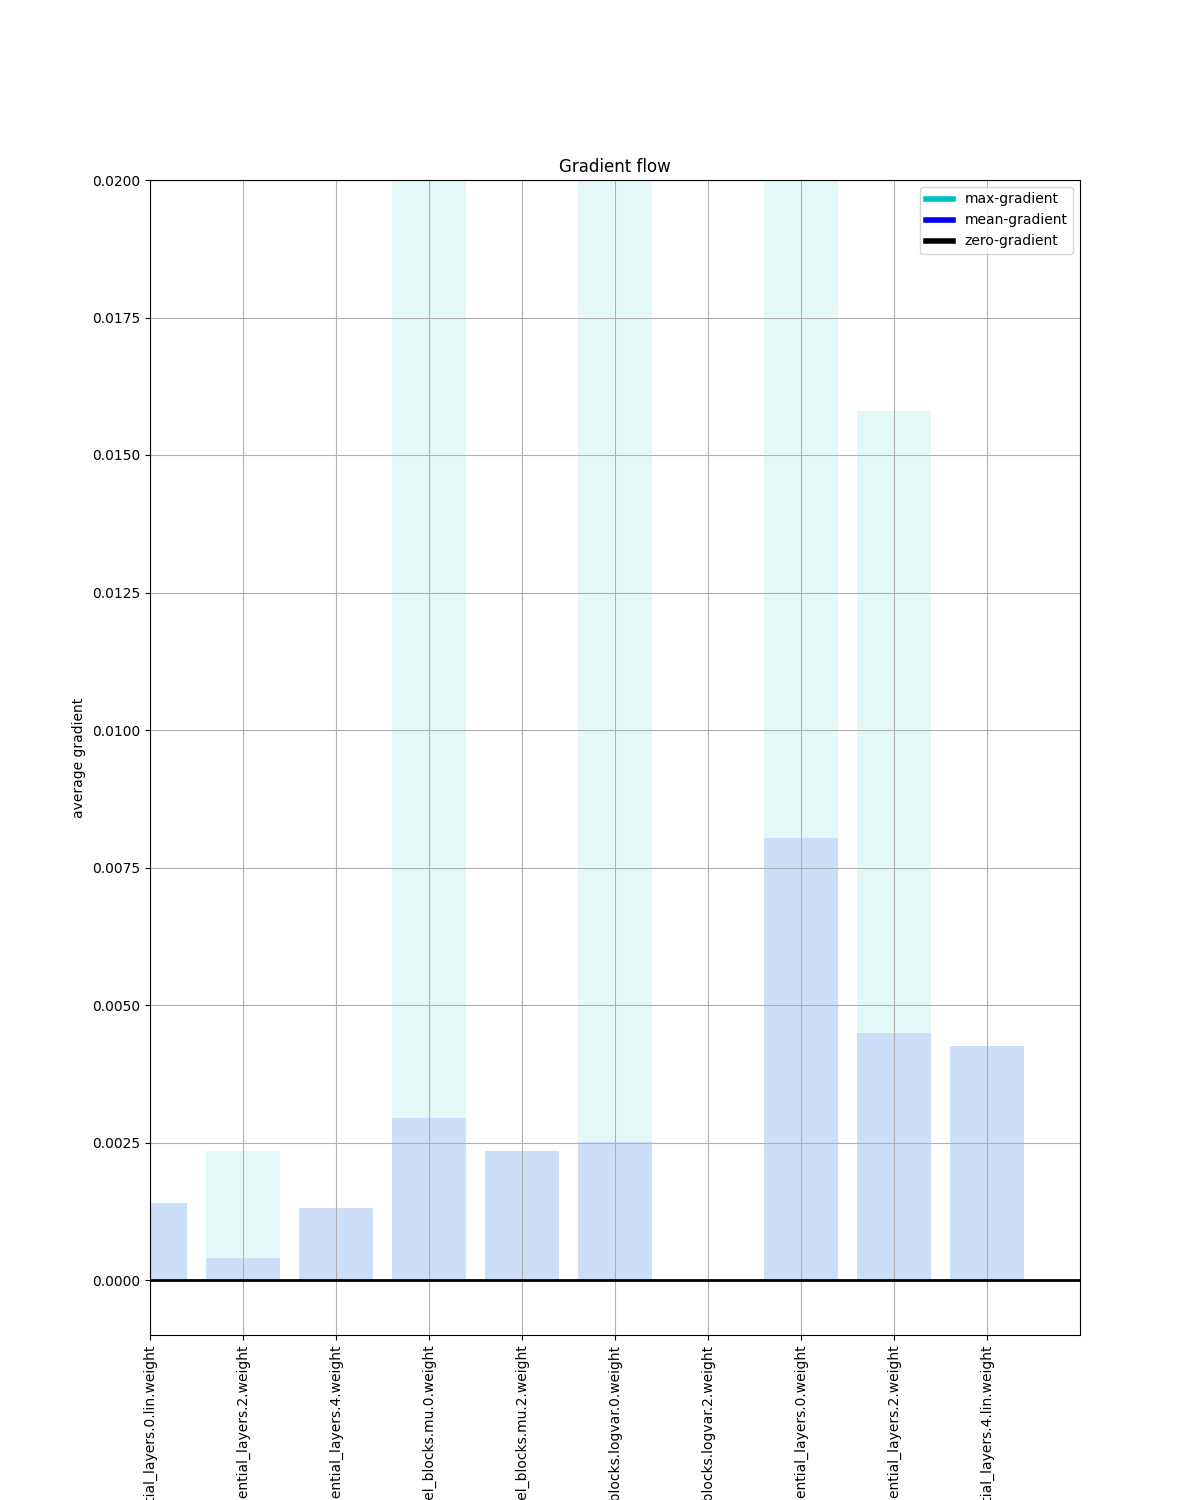 Gradient flow
max-gradient
mean-gradient
zero-gradient
0.0200
0.0175
0.0150
0.0125
0.0100
0.0075
0.0050
0.0025
0.0000
average gradient
tial_layers.0.lin.weight
ential_layers.2.weight
ential_layers.4.weight
el_blocks.mu.0.weight
el_blocks.mu.2.weight
blocks.logvar.0.weight
blocks.logvar.2.weight
ential_layers.0.weight
ential_layers.2.weight
tial_layers.4.lin.weight